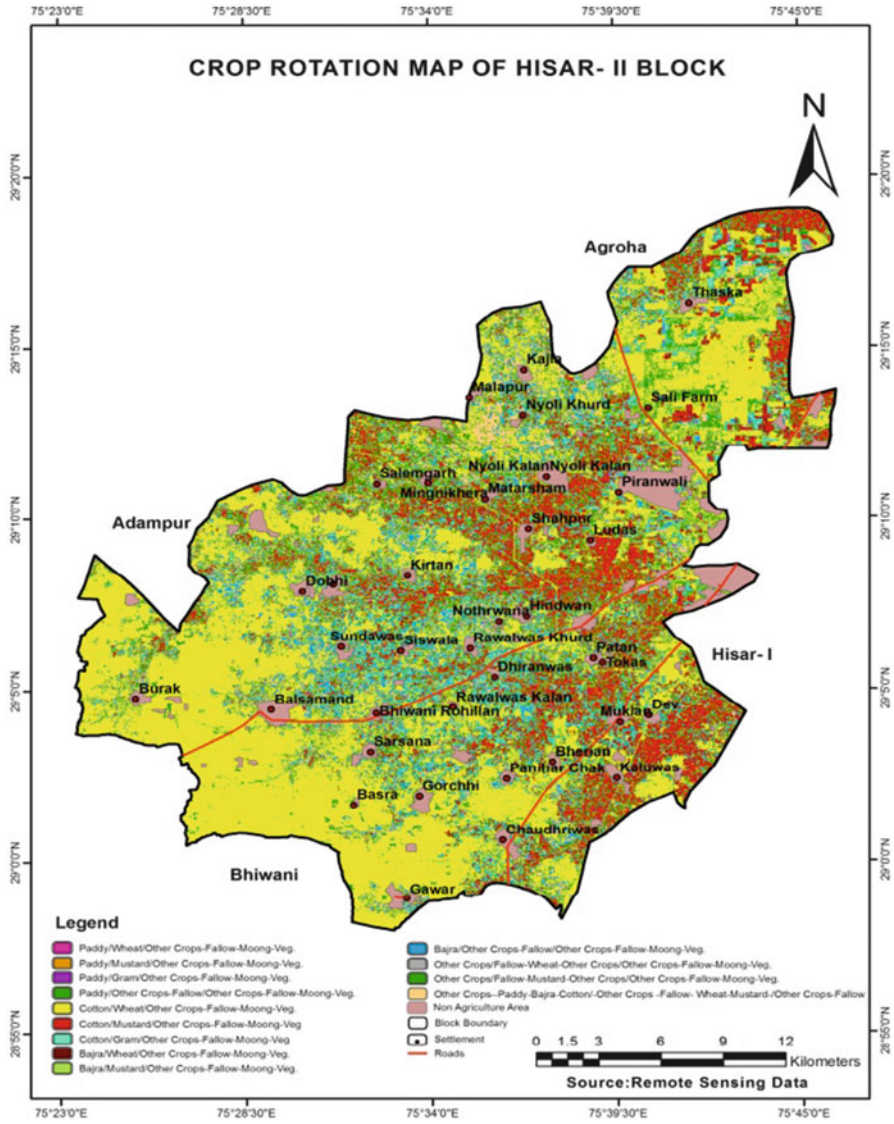 75°23'0"E 75°28'30"E 75°34'0"E 75°39'30"E 75°45'0"E
CROP ROTATION MAP OF HISAR- II BLOCK
N
29°20'0"N 29°20'0"N
Agroha
Thaska
29°15'0"N 29°15'0"N
Kajla
Malapur
Sali Farm
Nyoli Khurd
Nyoli Kalan Nyoli Kalan
Salemgarh
Piranwali
Mingnikhera Matarsham
29°10'0"N 29°10'0"N
Adampur
Shahpur
Ludas
Kirtan
Dobhi
Nothrwana Hindwan
Sundawas Siswala Rawalwas Khurd
Patan
Hisar- I
Tokas
Dhiranwas
29°5'0"N 29°5'0"N
Burak
Balsamand
Rawalwas Kalan
Bhiwani Rohillan
Muklan Dev
Sarsana
Bherian
Panihar Chak Kaluwas
Gorchhi
Basra
Chaudhriwas
29°0'0"N 29°0'0"N
Bhiwani
Gawar
Legend
Paddy/Wheat/Other Crops-Fallow-Moong-Veg.
Paddy/Mustard/Other Crops-Fallow-Moong-Veg.
Paddy/Gram/Other Crops-Fallow-Moong-Veg.
Paddy/Other Crops-Fallow/Other Crops-Fallow-Moong-Veg.
Cotton/Wheat/Other Crops-Fallow-Moong-Veg.
Cotton/Mustard/Other Crops-Fallow-Moong-Veg
Cotton/Gram/Other Crops-Fallow-Moong-Veg
Bajra/Wheat/Other Crops-Fallow-Moong-Veg.
Bajra/Mustard/Other Crops-Fallow-Moong-Veg.
Bajra/Other Crops-Fallow/Other Crops-Fallow-Moong-Veg.
Other Crops/Fallow-Wheat-Other Crops/Other Crops-Fallow-Moong-Veg.
Other Crops/Fallow-Mustard-Other Crops/Other Crops-Fallow-Moong-Veg.
Other Crops--Paddy-Bajra-Cotton/-Other Crops -Fallow- Wheat-Mustard-/Other Crops-Fallow
Non Agriculture Area
Block Boundary
Settlement
Roads
28°55'0"N 28°55'0"N
0 1.5 3 6 9 12
Kilometers
Source:Remote Sensing Data
75°23'0"E 75°28'30"E 75°34'0"E 75°39'30"E 75°45'0"E